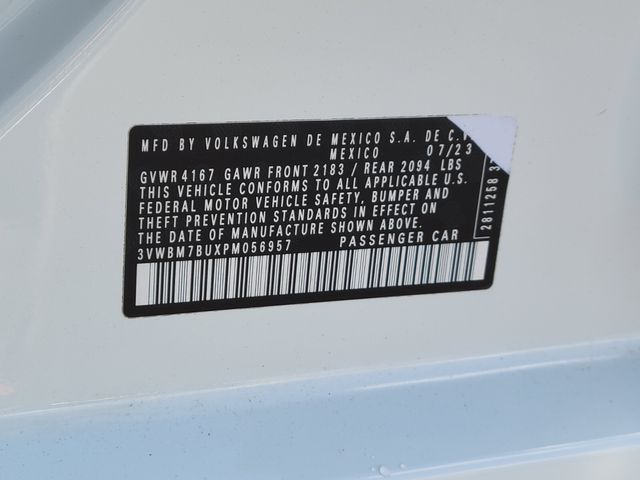 MFD BY VOLKSWAGEN DE MEXICO S.A. DE C.V.
MEXICO 07/23
GVWR 4167 GAWR FRONT 2183 / REAR 2094 LBS
THIS VEHICLE CONFORMS TO ALL APPLICABLE U.S.
FEDERAL MOTOR VEHICLE SAFETY, BUMPER AND
THEFT PREVENTION STANDARDS IN EFFECT ON
THE DATE OF MANUFACTURE SHOWN ABOVE.
3VWBM7BUXPM056957 PASSENGER CAR
2811258